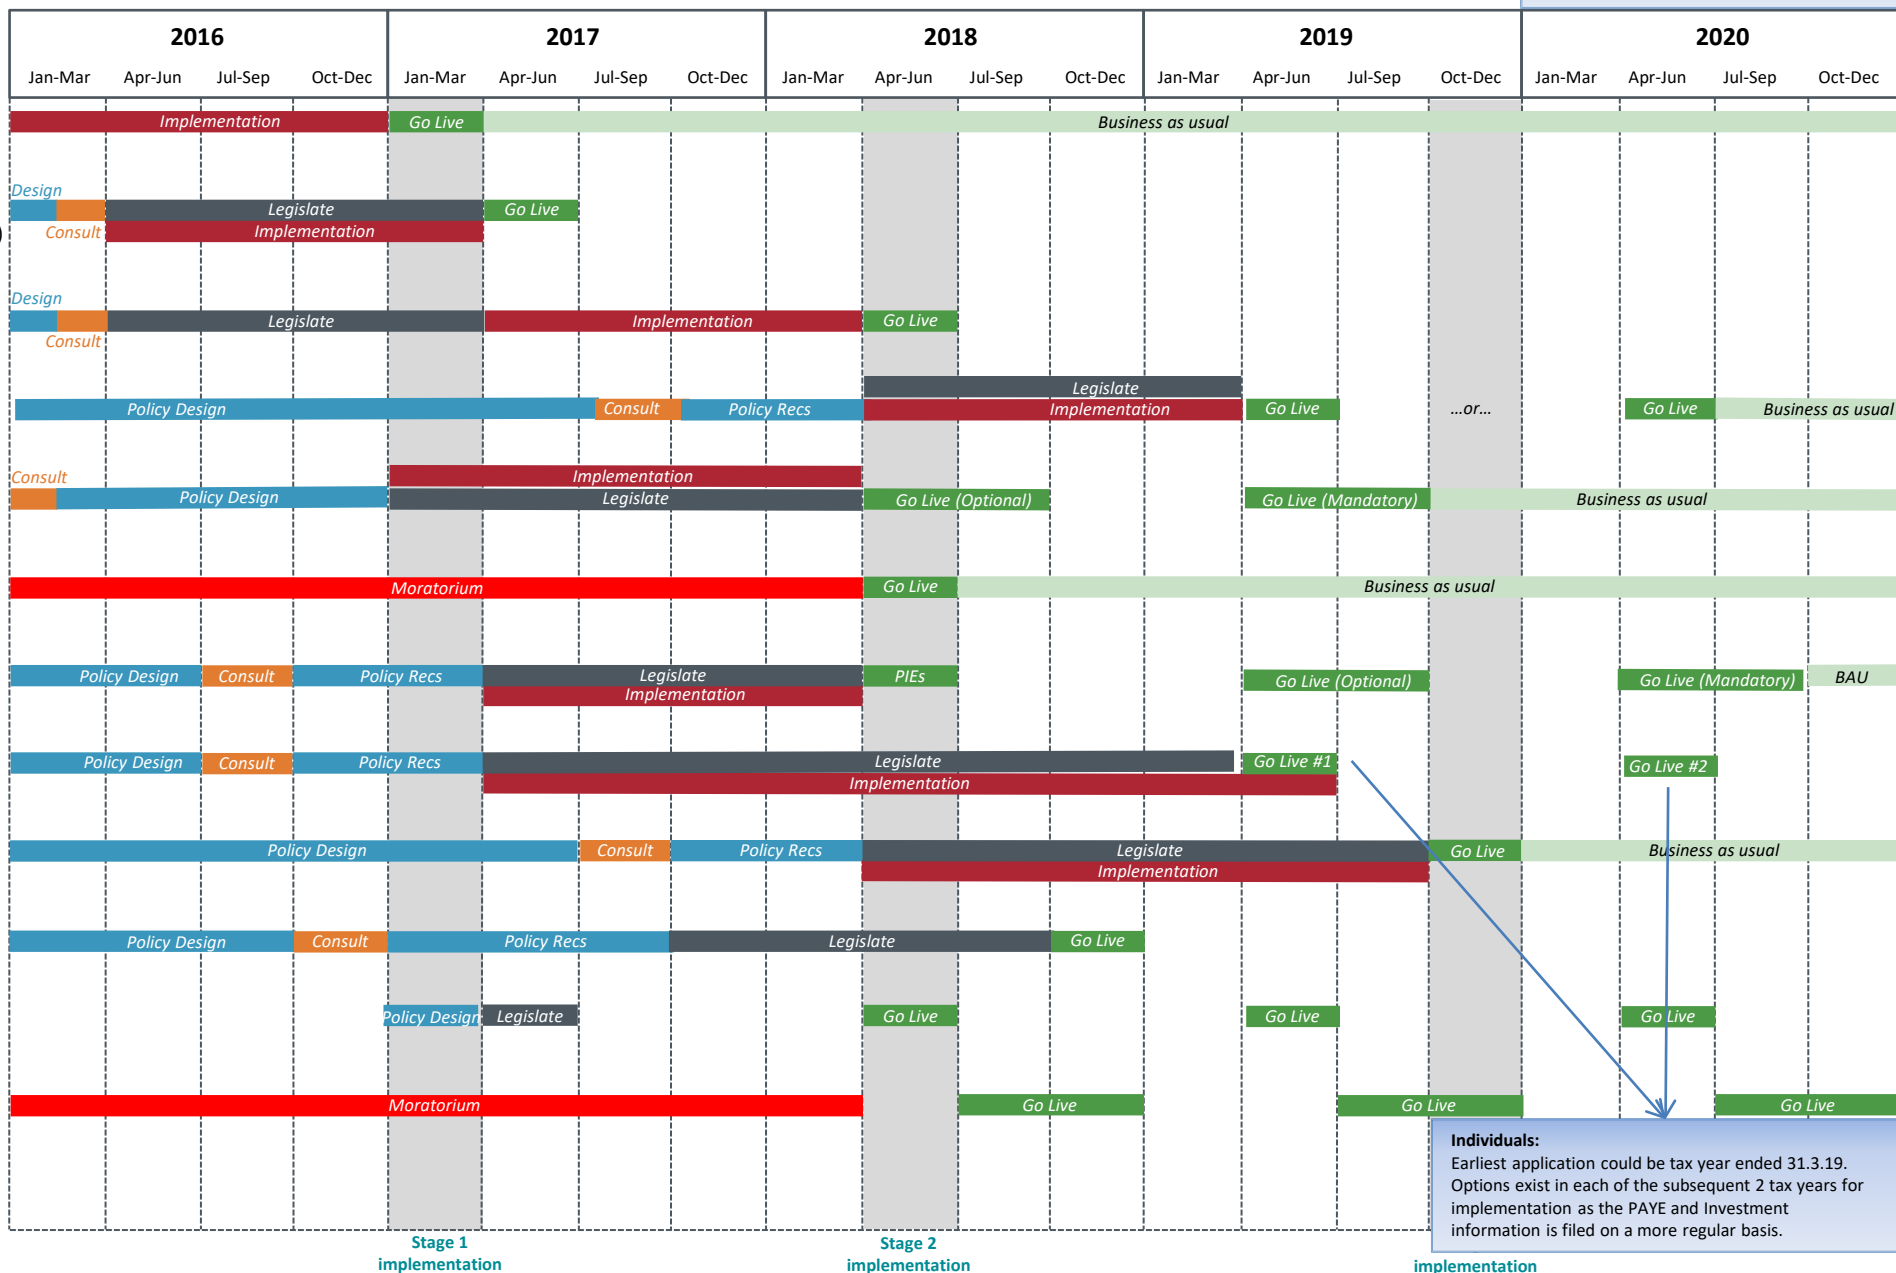 2016 2017 2018 2019 2020
Jan-Mar Apr-Jun Jul-Sep Oct-Dec Jan-Mar Apr-Jun Jul-Sep Oct-Dec Jan-Mar Apr-Jun Jul-Sep Oct-Dec Jan-Mar Apr-Jun Jul-Sep Oct-Dec Jan-Mar Apr-Jun Jul-Sep Oct-Dec
Implementation Go Live Business as usual
Design
Legislate Go Live
) Consult Implementation
Design
Legislate Implementation Go Live
Consult
Legislate
Policy Design Consult Policy Recs Implementation Go Live ...or... Go Live Business as usual
Consult Implementation
Policy Design Legislate Go Live (Optional) Go Live (Mandatory) Business as usual
Moratorium Go Live Business as usual
Policy Design Consult Policy Recs Legislate PIEs Go Live (Optional) Go Live (Mandatory) BAU
Implementation
Policy Design Consult Policy Recs Legislate Go Live #1 Go Live #2
Implementation
Policy Design Consult Policy Recs Legislate Go Live Business as usual
Implementation
Policy Design Consult Policy Recs Legislate Go Live
Policy Design Legislate Go Live Go Live Go Live
Moratorium Go Live Go Live Go Live
Individuals:
Earliest application could be tax year ended 31.3.19.
Options exist in each of the subsequent 2 tax years for
implementation as the PAYE and Investment
information is filed on a more regular basis.
Stage 1 Stage 2
implementation implementation implementation